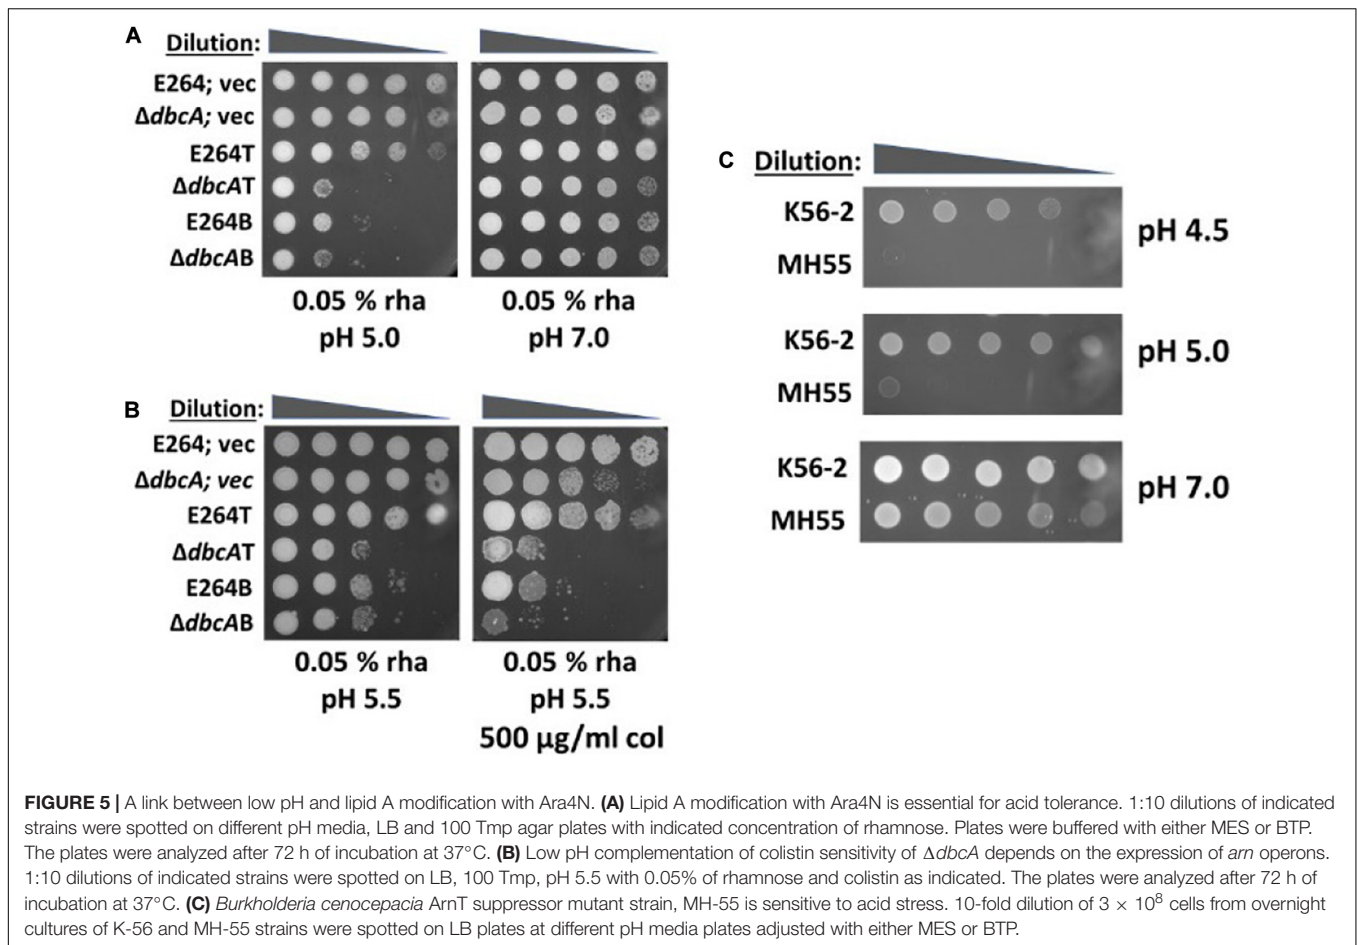 A
Dilution:
E264; vec
ΔdbcA; vec
E264T
ΔdbcAT
E264B
ΔdbcAB
0.05 % rha
pH 5.0
0.05 % rha
pH 7.0
B
Dilution:
E264; vec
ΔdbcA; vec
E264T
ΔdbcAT
E264B
ΔdbcAB
0.05 % rha
pH 5.5
0.05 % rha
pH 5.5
500 µg/ml col
C
Dilution:
K56-2
MH55
pH 4.5
K56-2
MH55
pH 5.0
K56-2
MH55
pH 7.0
FIGURE 5 | A link between low pH and lipid A modification with Ara4N. (A) Lipid A modification with Ara4N is essential for acid tolerance. 1:10 dilutions of indicated
strains were spotted on different pH media, LB and 100 Tmp agar plates with indicated concentration of rhamnose. Plates were buffered with either MES or BTP.
The plates were analyzed after 72 h of incubation at 37°C. (B) Low pH complementation of colistin sensitivity of ΔdbcA depends on the expression of arn operons.
1:10 dilutions of indicated strains were spotted on LB, 100 Tmp, pH 5.5 with 0.05% of rhamnose and colistin as indicated. The plates were analyzed after 72 h of
incubation at 37°C. (C) Burkholderia cenocepacia ArnT suppressor mutant strain, MH-55 is sensitive to acid stress. 10-fold dilution of 3 × 10⁸ cells from overnight
cultures of K-56 and MH-55 strains were spotted on LB plates at different pH media plates adjusted with either MES or BTP.